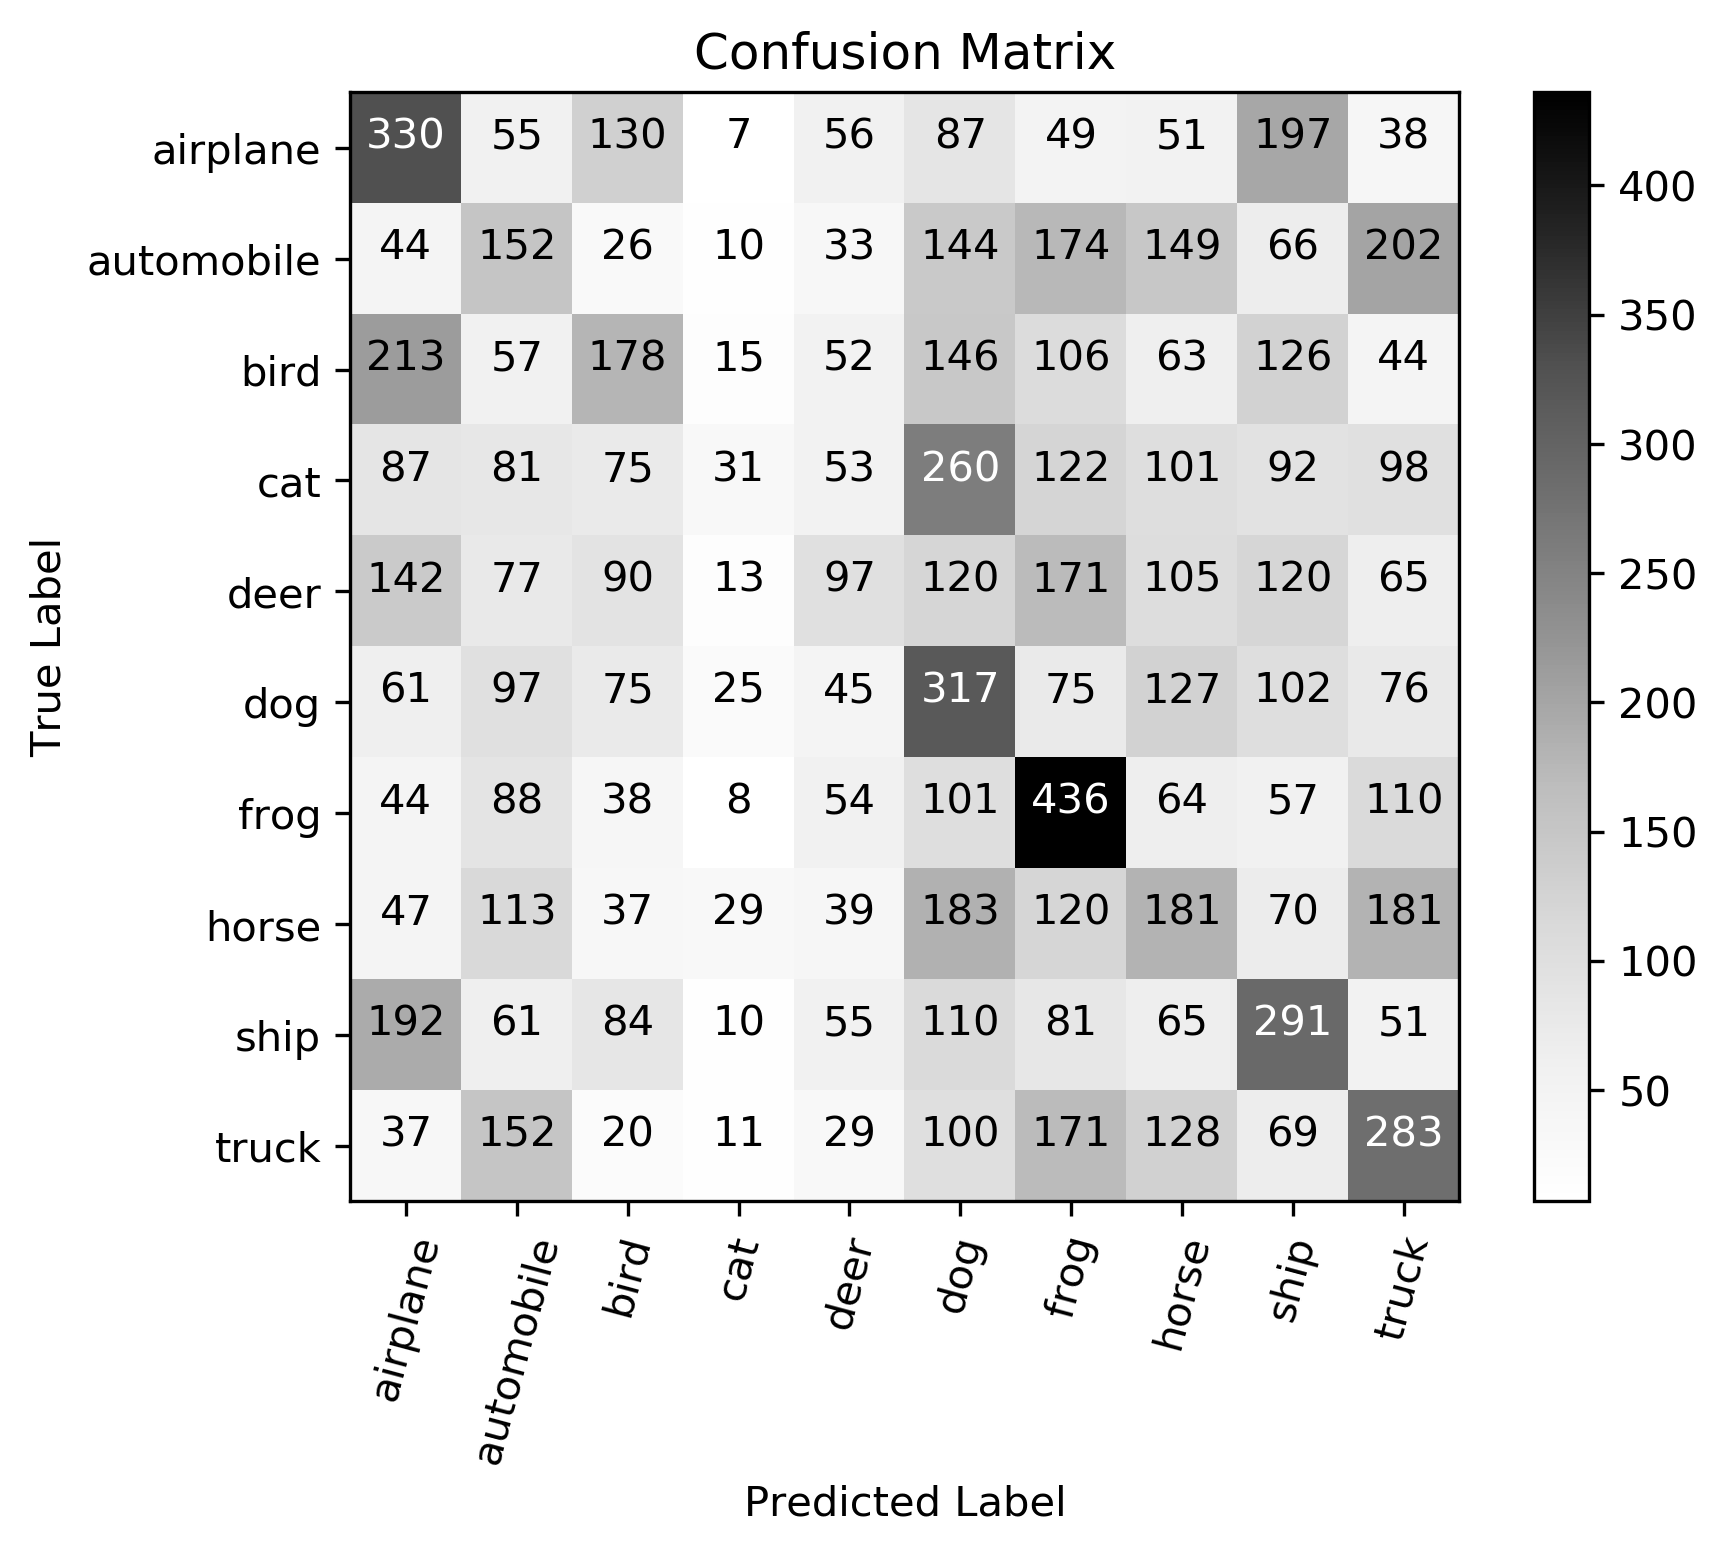 Confusion Matrix
True Label
airplane 330 55 130 7 56 87 49 51 197 38
automobile 44 152 26 10 33 144 174 149 66 202
bird 213 57 178 15 52 146 106 63 126 44
cat 87 81 75 31 53 260 122 101 92 98
deer 142 77 90 13 97 120 171 105 120 65
dog 61 97 75 25 45 317 75 127 102 76
frog 44 88 38 8 54 101 436 64 57 110
horse 47 113 37 29 39 183 120 181 70 181
ship 192 61 84 10 55 110 81 65 291 51
truck 37 152 20 11 29 100 171 128 69 283
airplane automobile bird cat deer dog frog horse ship truck
Predicted Label
400
350
300
250
200
150
100
50